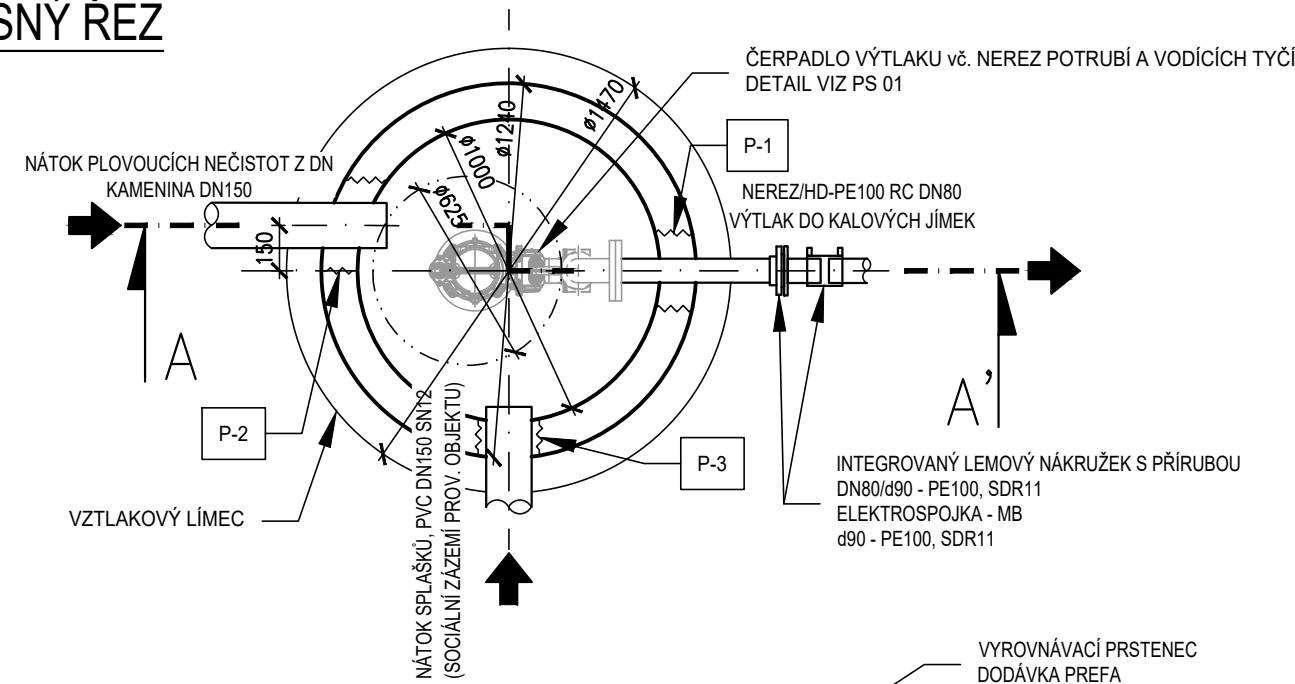 SNÝ ŘEZ
ČERPADLO VÝTLAKU vč. NEREZ POTRUBÍ A VODÍCÍCH TYČÍ
DETAIL VIZ PS 01
ø1470
ø1240
ø1000
ø625
P-1
NÁTOK PLOVOUCÍCH NEČISTOT Z DN
KAMENINA DN150
NEREZ/HD-PE100 RC DN80
VÝTLAK DO KALOVÝCH JÍMEK
150
A
A'
P-2
P-3
INTEGROVANÝ LEMOVÝ NÁKRUŽEK S PŘÍRUBOU
DN80/d90 - PE100, SDR11
ELEKTROSPOJKA - MB
d90 - PE100, SDR11
VZTLAKOVÝ LÍMEC
NÁTOK SPLAŠKŮ, PVC DN150 SN12
(SOCIÁLNÍ ZÁZEMÍ PROV. OBJEKTU)
VYROVNÁVACÍ PRSTENEC
DODÁVKA PREFA